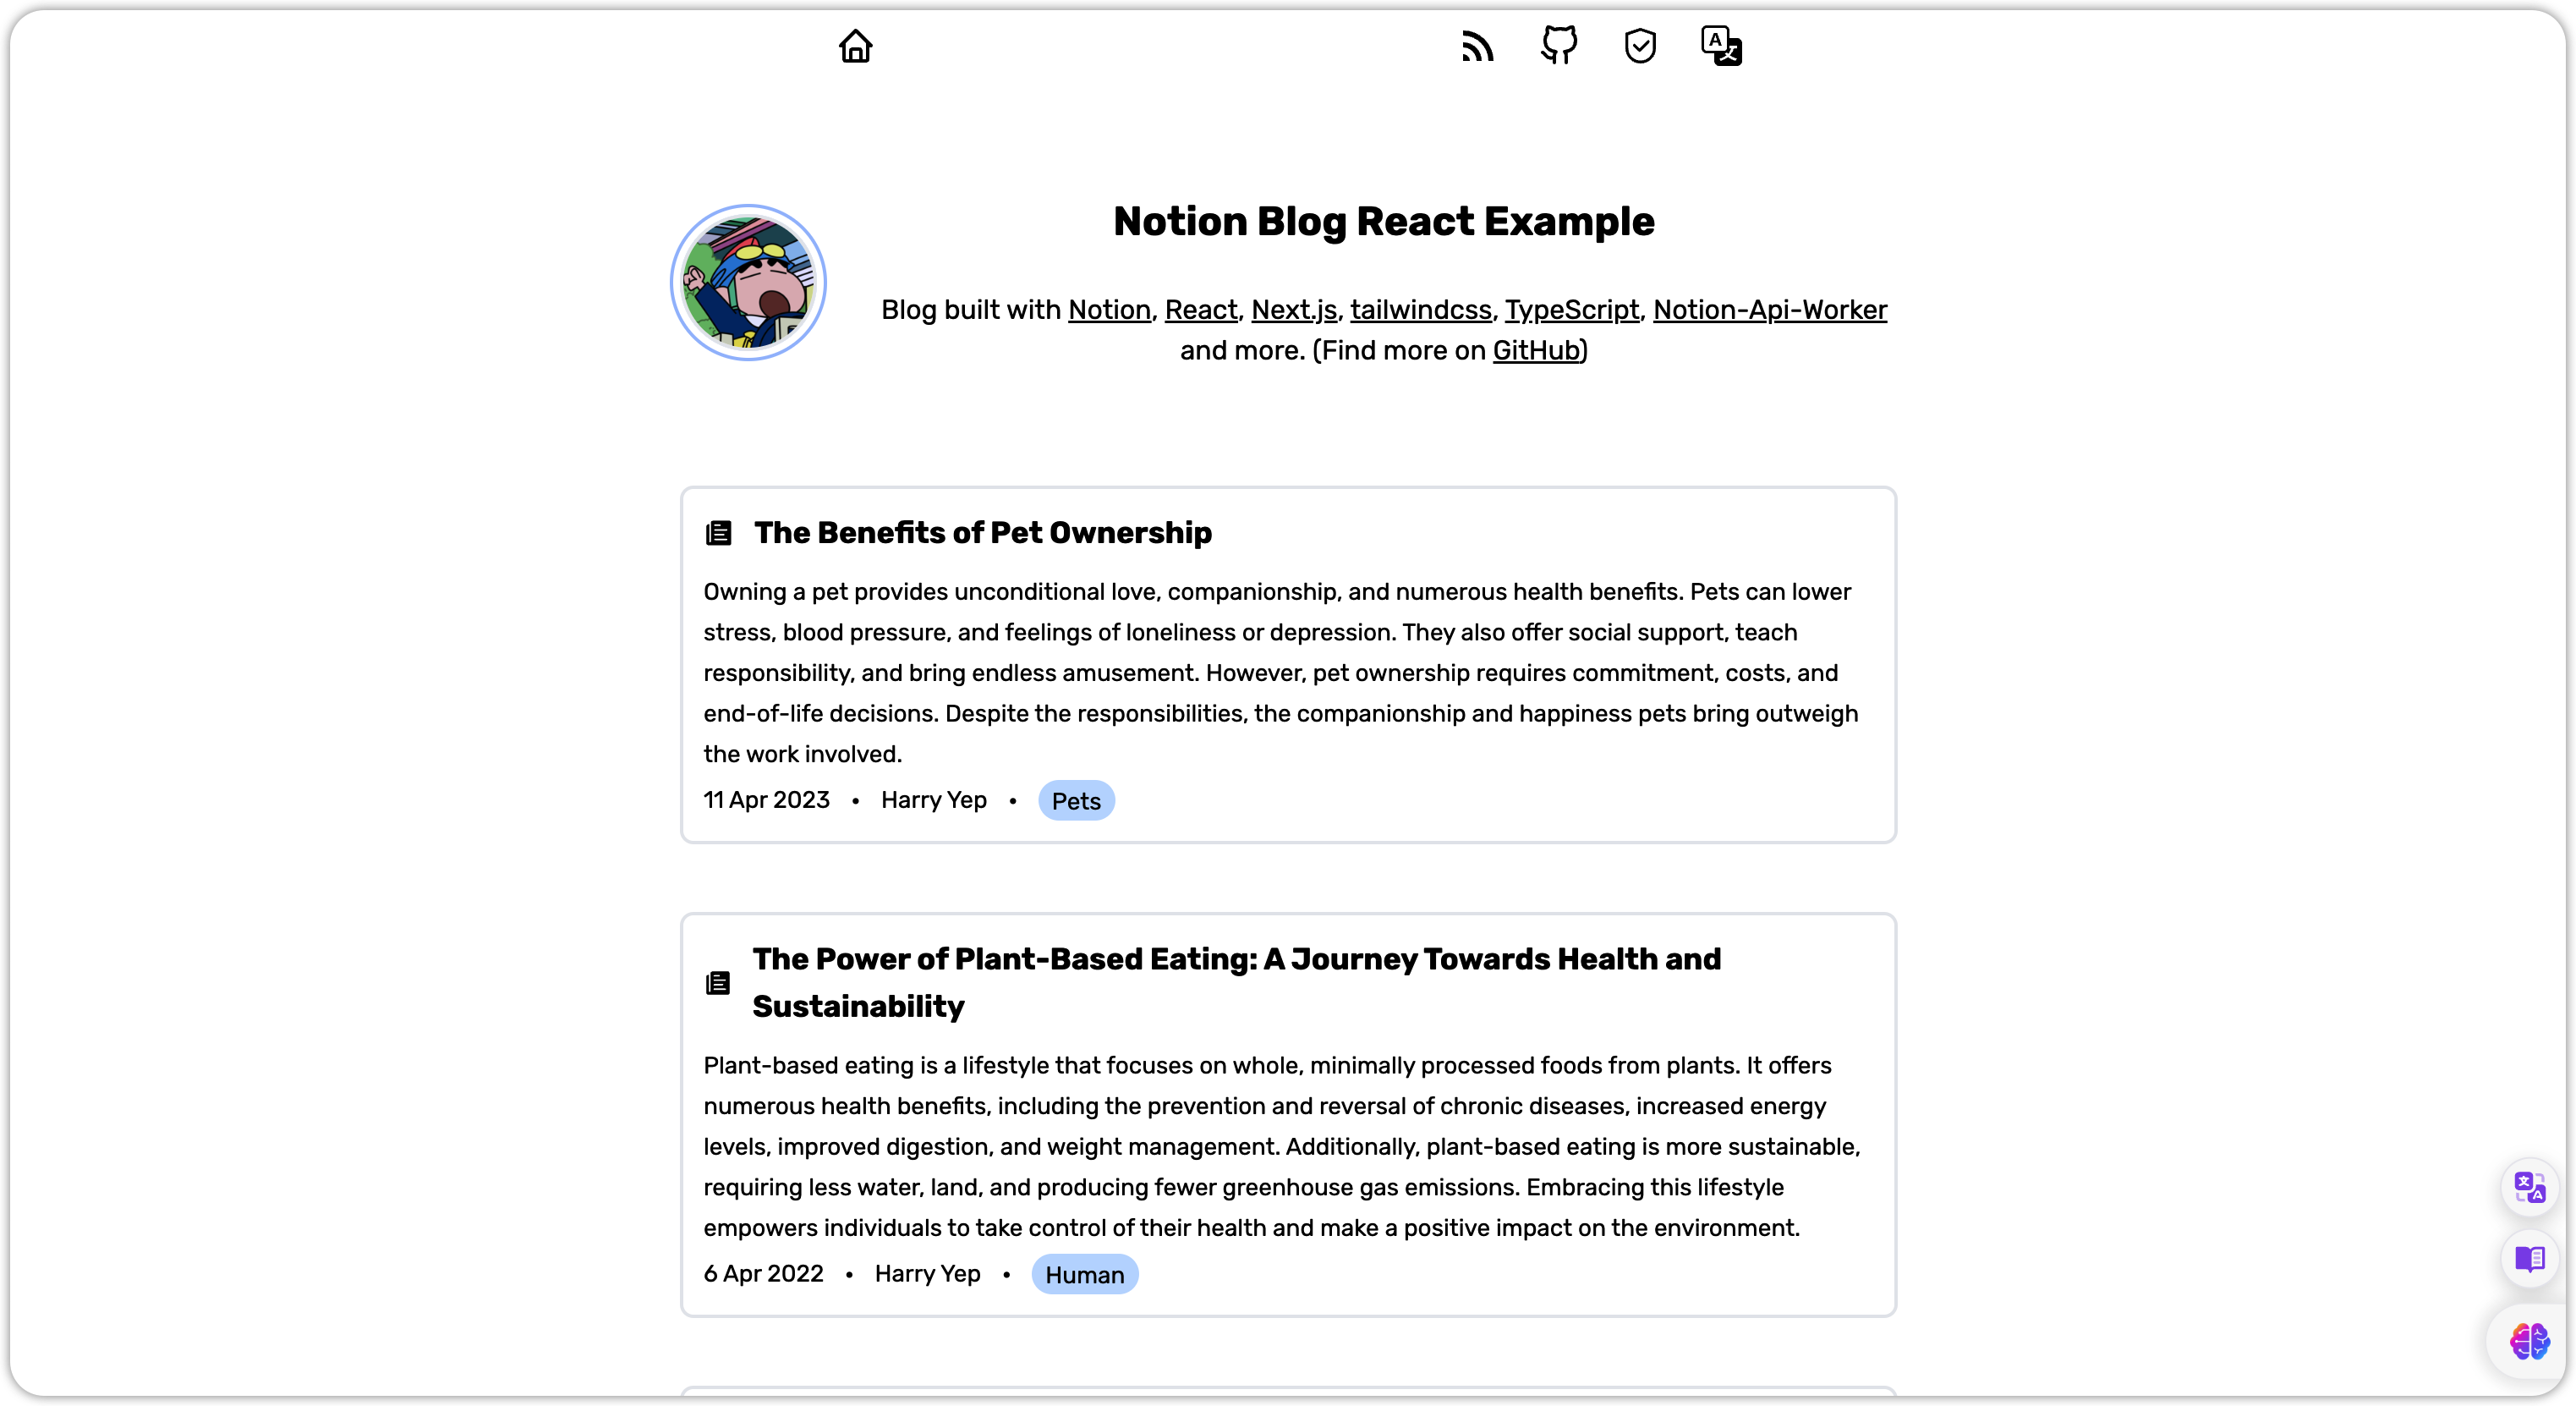 Notion Blog React Example
Blog built with Notion, React, Next.js, tailwindcss, TypeScript, Notion-Api-Worker
and more. (Find more on GitHub)
The Benefits of Pet Ownership
Owning a pet provides unconditional love, companionship, and numerous health benefits. Pets can lower
stress, blood pressure, and feelings of loneliness or depression. They also offer social support, teach
responsibility, and bring endless amusement. However, pet ownership requires commitment, costs, and
end-of-life decisions. Despite the responsibilities, the companionship and happiness pets bring outweigh
the work involved.
11 Apr 2023 • Harry Yep • Pets
The Power of Plant-Based Eating: A Journey Towards Health and
Sustainability
Plant-based eating is a lifestyle that focuses on whole, minimally processed foods from plants. It offers
numerous health benefits, including the prevention and reversal of chronic diseases, increased energy
levels, improved digestion, and weight management. Additionally, plant-based eating is more sustainable,
requiring less water, land, and producing fewer greenhouse gas emissions. Embracing this lifestyle
empowers individuals to take control of their health and make a positive impact on the environment.
6 Apr 2022 • Harry Yep • Human